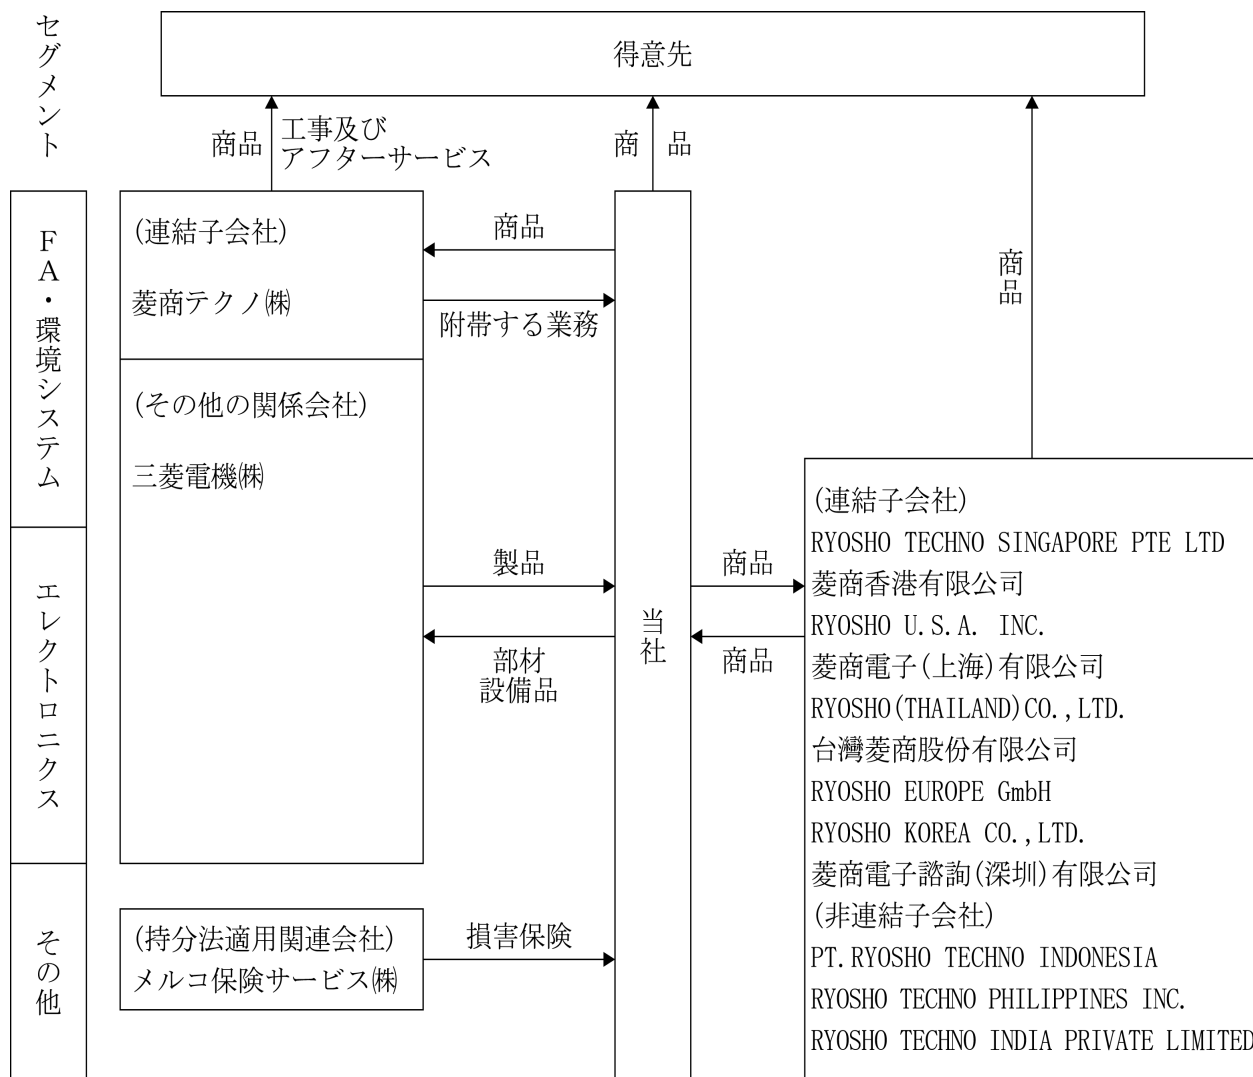 セグメント
得意先
商品
工事及び
アフターサービス
商品
商品
FA・環境システム
(連結子会社)
菱商テクノ㈱
商品
附帯する業務
(その他の関係会社)
三菱電機㈱
エレクトロニクス
製品
部材
設備品
当社
商品
商品
(連結子会社)
RYOSHO TECHNO SINGAPORE PTE LTD
菱商香港有限公司
RYOSHO U.S.A. INC.
菱商電子(上海)有限公司
RYOSHO(THAILAND)CO.,LTD.
台灣菱商股份有限公司
RYOSHO EUROPE GmbH
RYOSHO KOREA CO.,LTD.
菱商電子諮詢(深圳)有限公司
(非連結子会社)
PT.RYOSHO TECHNO INDONESIA
RYOSHO TECHNO PHILIPPINES INC.
RYOSHO TECHNO INDIA PRIVATE LIMITED
その他
(持分法適用関連会社)
メルコ保険サービス㈱
損害保険